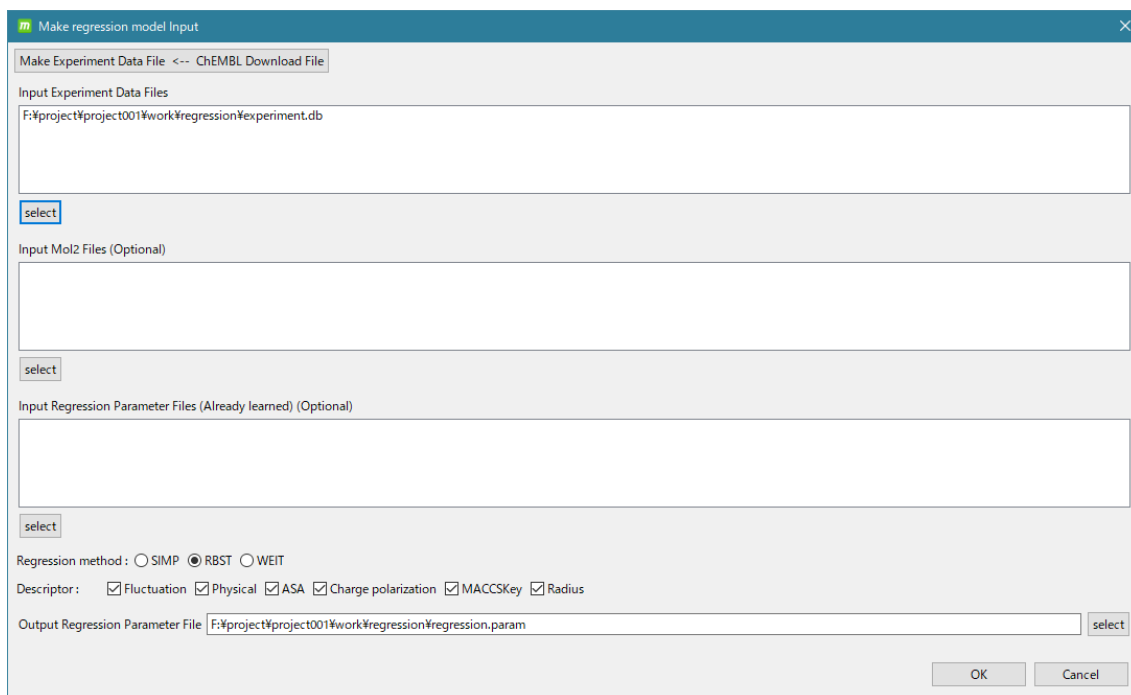 m Make regression model Input
Make Experiment Data File <-- ChEMBL Download File
Input Experiment Data Files
F:¥project¥project001¥work¥regression¥experiment.db
select
Input Mol2 Files (Optional)
select
Input Regression Parameter Files (Already learned) (Optional)
select
Regression method : SIMP RBST WEIT
Descriptor : Fluctuation Physical ASA Charge polarization MACCSKey Radius
Output Regression Parameter File F:¥project¥project001¥work¥regression¥regression.param select
OK Cancel